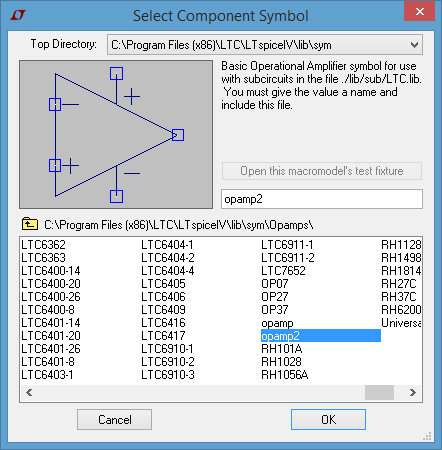 Select Component Symbol
Top Directory: C:\Program Files (x86)\LTC\LTspiceIV\lib\sym
Basic Operational Amplifier symbol for use
with subcircuits in the file ./lib/sub/LTC.lib.
You must give the value a name and
include this file.
Open this macromodel's test fixture
opamp2
C:\Program Files (x86)\LTC\LTspiceIV\lib\sym\Opamps\
LTC6362 LTC6404-1 LTC6911-1 RH1128
LTC6363 LTC6404-2 LTC6911-2 RH1498
LTC6400-14 LTC6404-4 LTC7652 RH1814
LTC6400-20 LTC6405 OP07 RH27C
LTC6400-26 LTC6406 OP27 RH37C
LTC6400-8 LTC6409 OP37 RH6200
LTC6401-14 LTC6416 opamp Universa
LTC6401-20 LTC6417 opamp2
LTC6401-26 LTC6910-1 RH101A
LTC6401-8 LTC6910-2 RH1028
LTC6403-1 LTC6910-3 RH1056A
Cancel OK